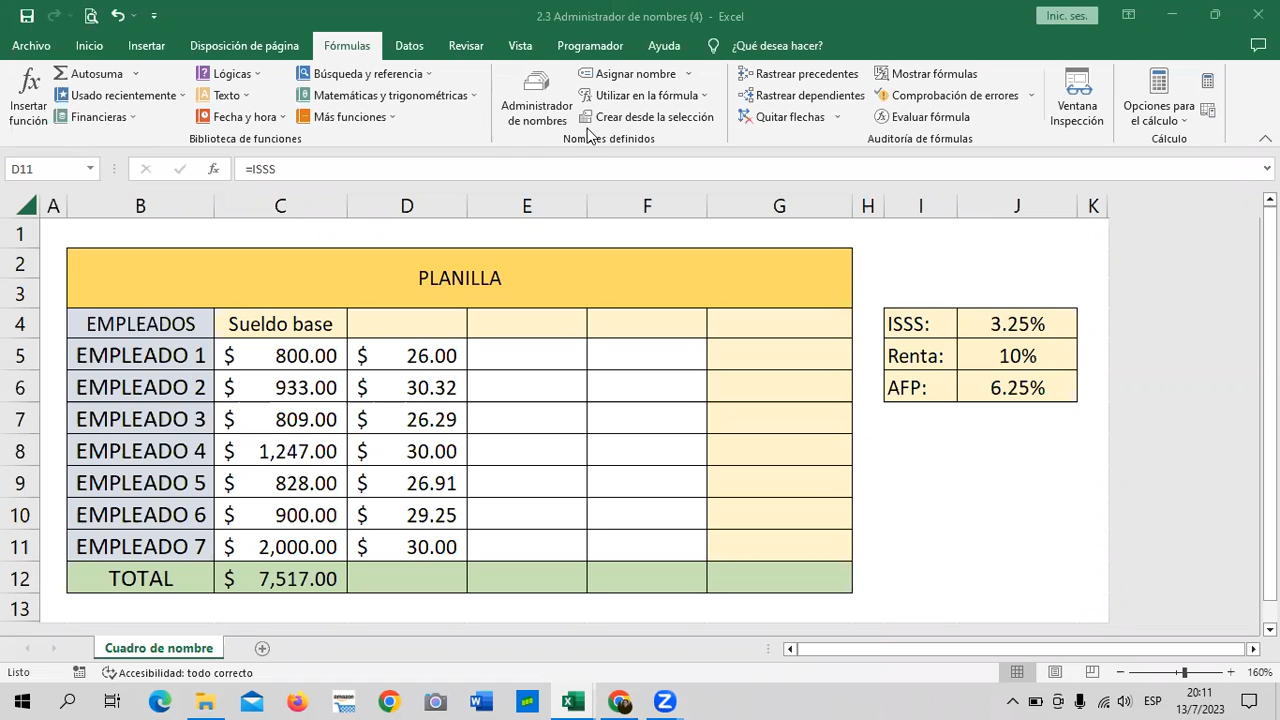 2.3 Administrador de nombres (4) - Excel
Inic. ses.
Archivo Inicio Insertar Disposición de página Fórmulas Datos Revisar Vista Programador Ayuda ¿Qué desea hacer?
Insertar función
Autosuma
Usado recientemente
Financieras
Lógicas
Texto
Fecha y hora
Búsqueda y referencia
Matemáticas y trigonométricas
Más funciones
Biblioteca de funciones
Administrador de nombres
Asignar nombre
Utilizar en la fórmula
Crear desde la selección
Nombres definidos
Rastrear precedentes
Rastrear dependientes
Quitar flechas
Mostrar fórmulas
Comprobación de errores
Evaluar fórmula
Auditoría de fórmulas
Ventana Inspección
Opciones para el cálculo
Cálculo
D11 fx =ISSS
A B C D E F G H I J K
1
2 PLANILLA
3
4 EMPLEADOS Sueldo base ISSS: 3.25%
5 EMPLEADO 1 $ 800.00 $ 26.00 Renta: 10%
6 EMPLEADO 2 $ 933.00 $ 30.32 AFP: 6.25%
7 EMPLEADO 3 $ 809.00 $ 26.29
8 EMPLEADO 4 $ 1,247.00 $ 30.00
9 EMPLEADO 5 $ 828.00 $ 26.91
10 EMPLEADO 6 $ 900.00 $ 29.25
11 EMPLEADO 7 $ 2,000.00 $ 30.00
12 TOTAL $ 7,517.00
13
Cuadro de nombre
Listo Accesibilidad: todo correcto 160%
ESP 20:11
13/7/2023